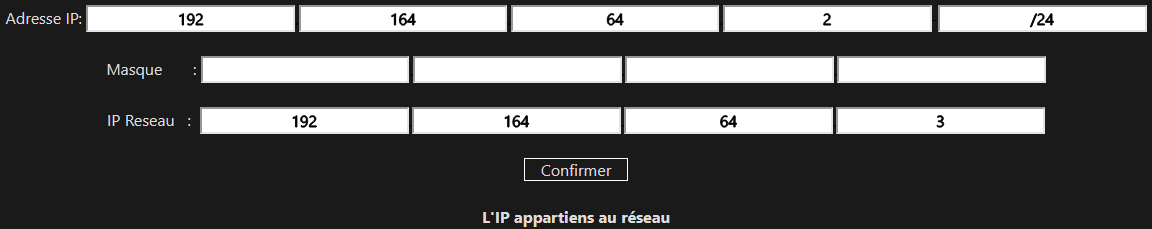 Adresse IP: 192 164 64 2 /24
Masque :
IP Reseau : 192 164 64 3
Confirmer
L'IP appartiens au réseau